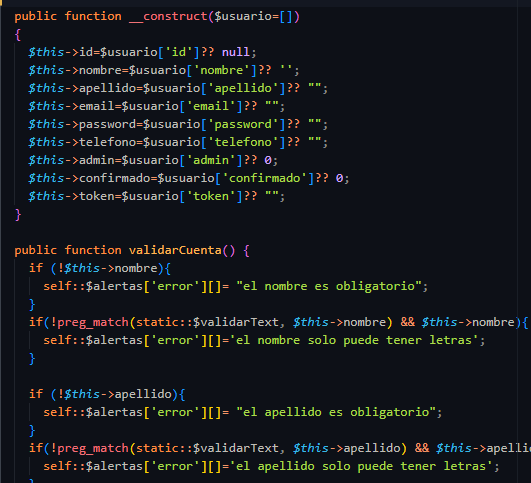 public function __construct($usuario=[])
{
$this->id=$usuario['id']?? null;
$this->nombre=$usuario['nombre']?? '';
$this->apellido=$usuario['apellido']?? "";
$this->email=$usuario['email']?? "";
$this->password=$usuario['password']?? "";
$this->telefono=$usuario['telefono']?? "";
$this->admin=$usuario['admin']?? 0;
$this->confirmado=$usuario['confirmado']?? 0;
$this->token=$usuario['token']?? "";
}
public function validarCuenta() {
if (!$this->nombre){
self::$alertas['error'][]= "el nombre es obligatorio";
}
if(!preg_match(static::$validarText, $this->nombre) && $this->nombre){
self::$alertas['error'][]='el nombre solo puede tener letras';
}
if (!$this->apellido){
self::$alertas['error'][]= "el apellido es obligatorio";
}
if(!preg_match(static::$validarText, $this->apellido) && $this->apelli
self::$alertas['error'][]='el apellido solo puede tener letras';
}